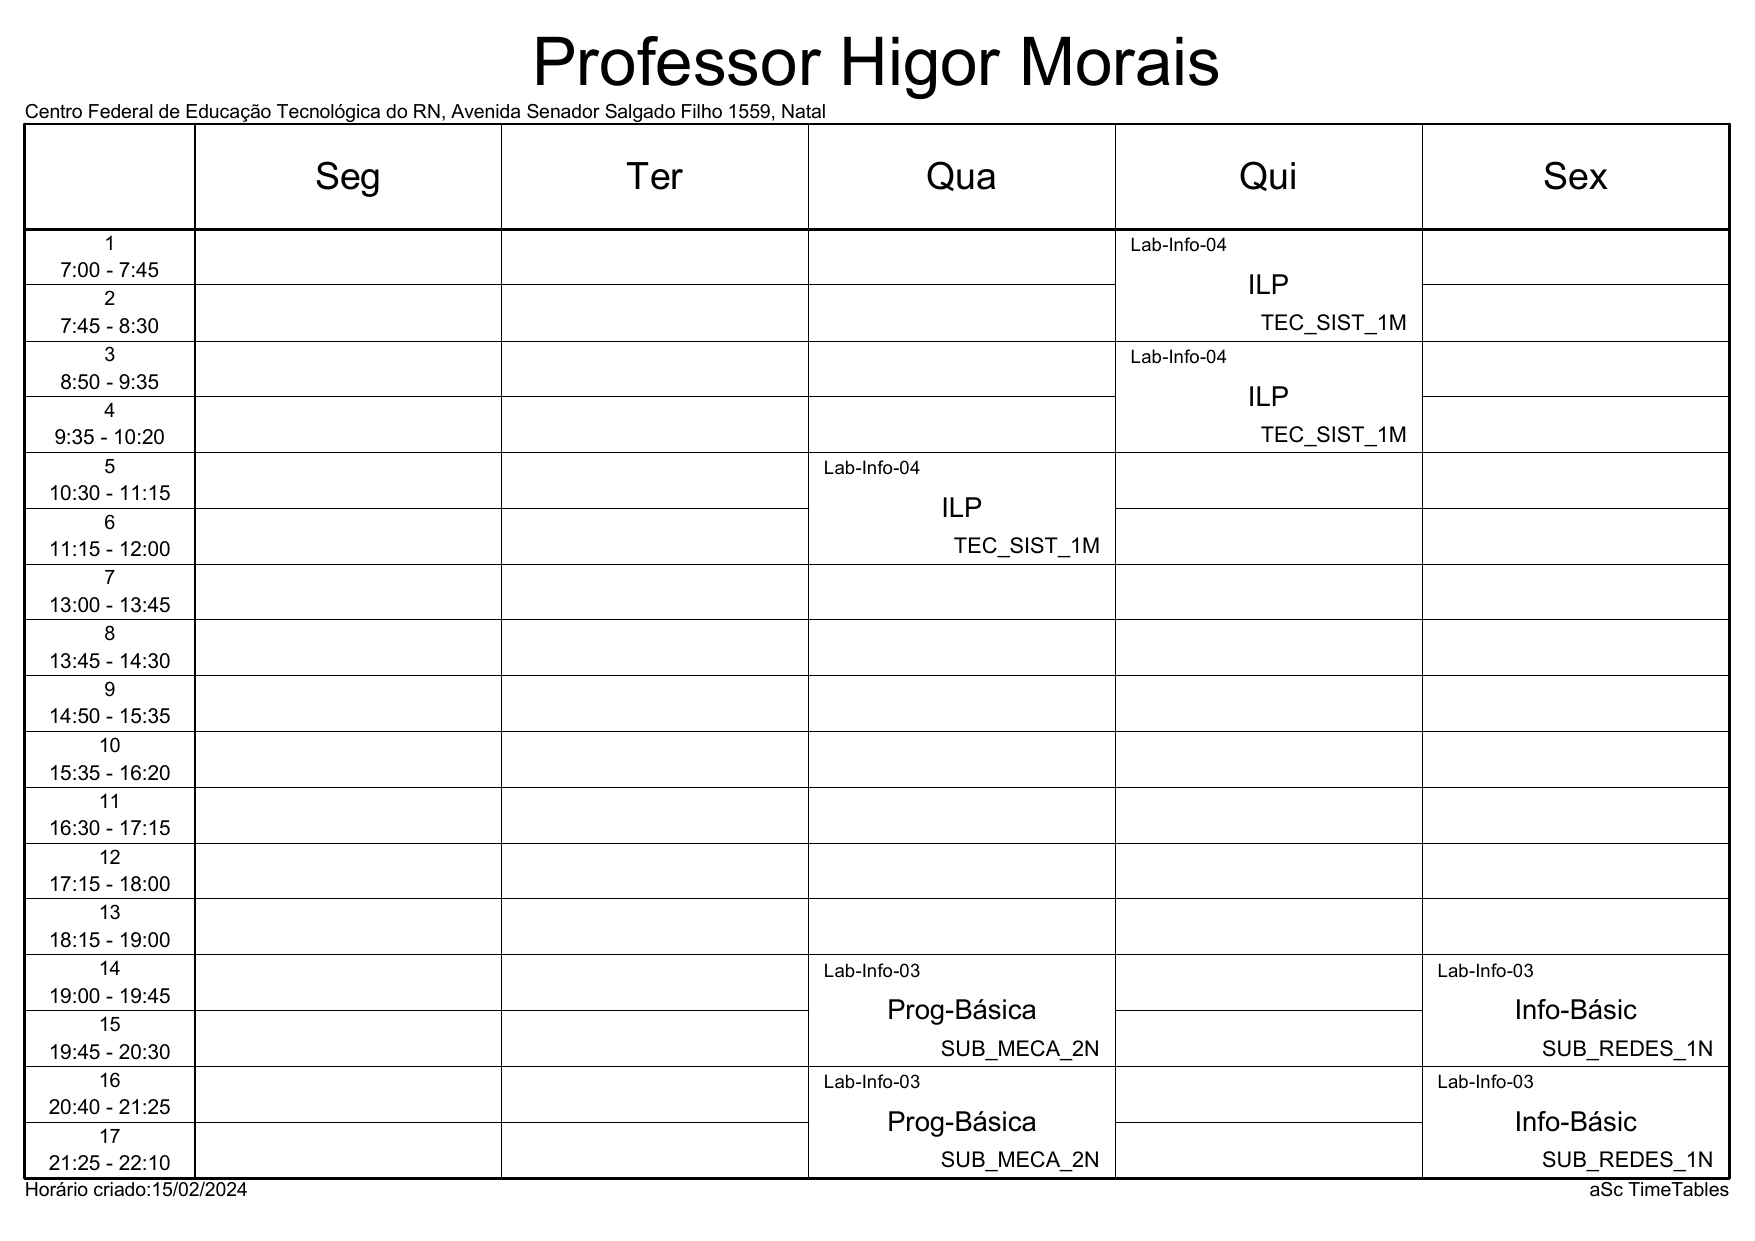 Professor Higor Morais
Centro Federal de Educação Tecnológica do RN, Avenida Senador Salgado Filho 1559, Natal
Seg Ter Qua Qui Sex
1
7:00 - 7:45
2
7:45 - 8:30
Lab-Info-04
ILP
TEC_SIST_1M
3
8:50 - 9:35
4
9:35 - 10:20
Lab-Info-04
ILP
TEC_SIST_1M
5
10:30 - 11:15
6
11:15 - 12:00
Lab-Info-04
ILP
TEC_SIST_1M
7
13:00 - 13:45
8
13:45 - 14:30
9
14:50 - 15:35
10
15:35 - 16:20
11
16:30 - 17:15
12
17:15 - 18:00
13
18:15 - 19:00
14
19:00 - 19:45
15
19:45 - 20:30
Lab-Info-03
Prog-Básica
SUB_MECA_2N
Lab-Info-03
Info-Básic
SUB_REDES_1N
16
20:40 - 21:25
17
21:25 - 22:10
Lab-Info-03
Prog-Básica
SUB_MECA_2N
Lab-Info-03
Info-Básic
SUB_REDES_1N
Horário criado:15/02/2024
aSc TimeTables